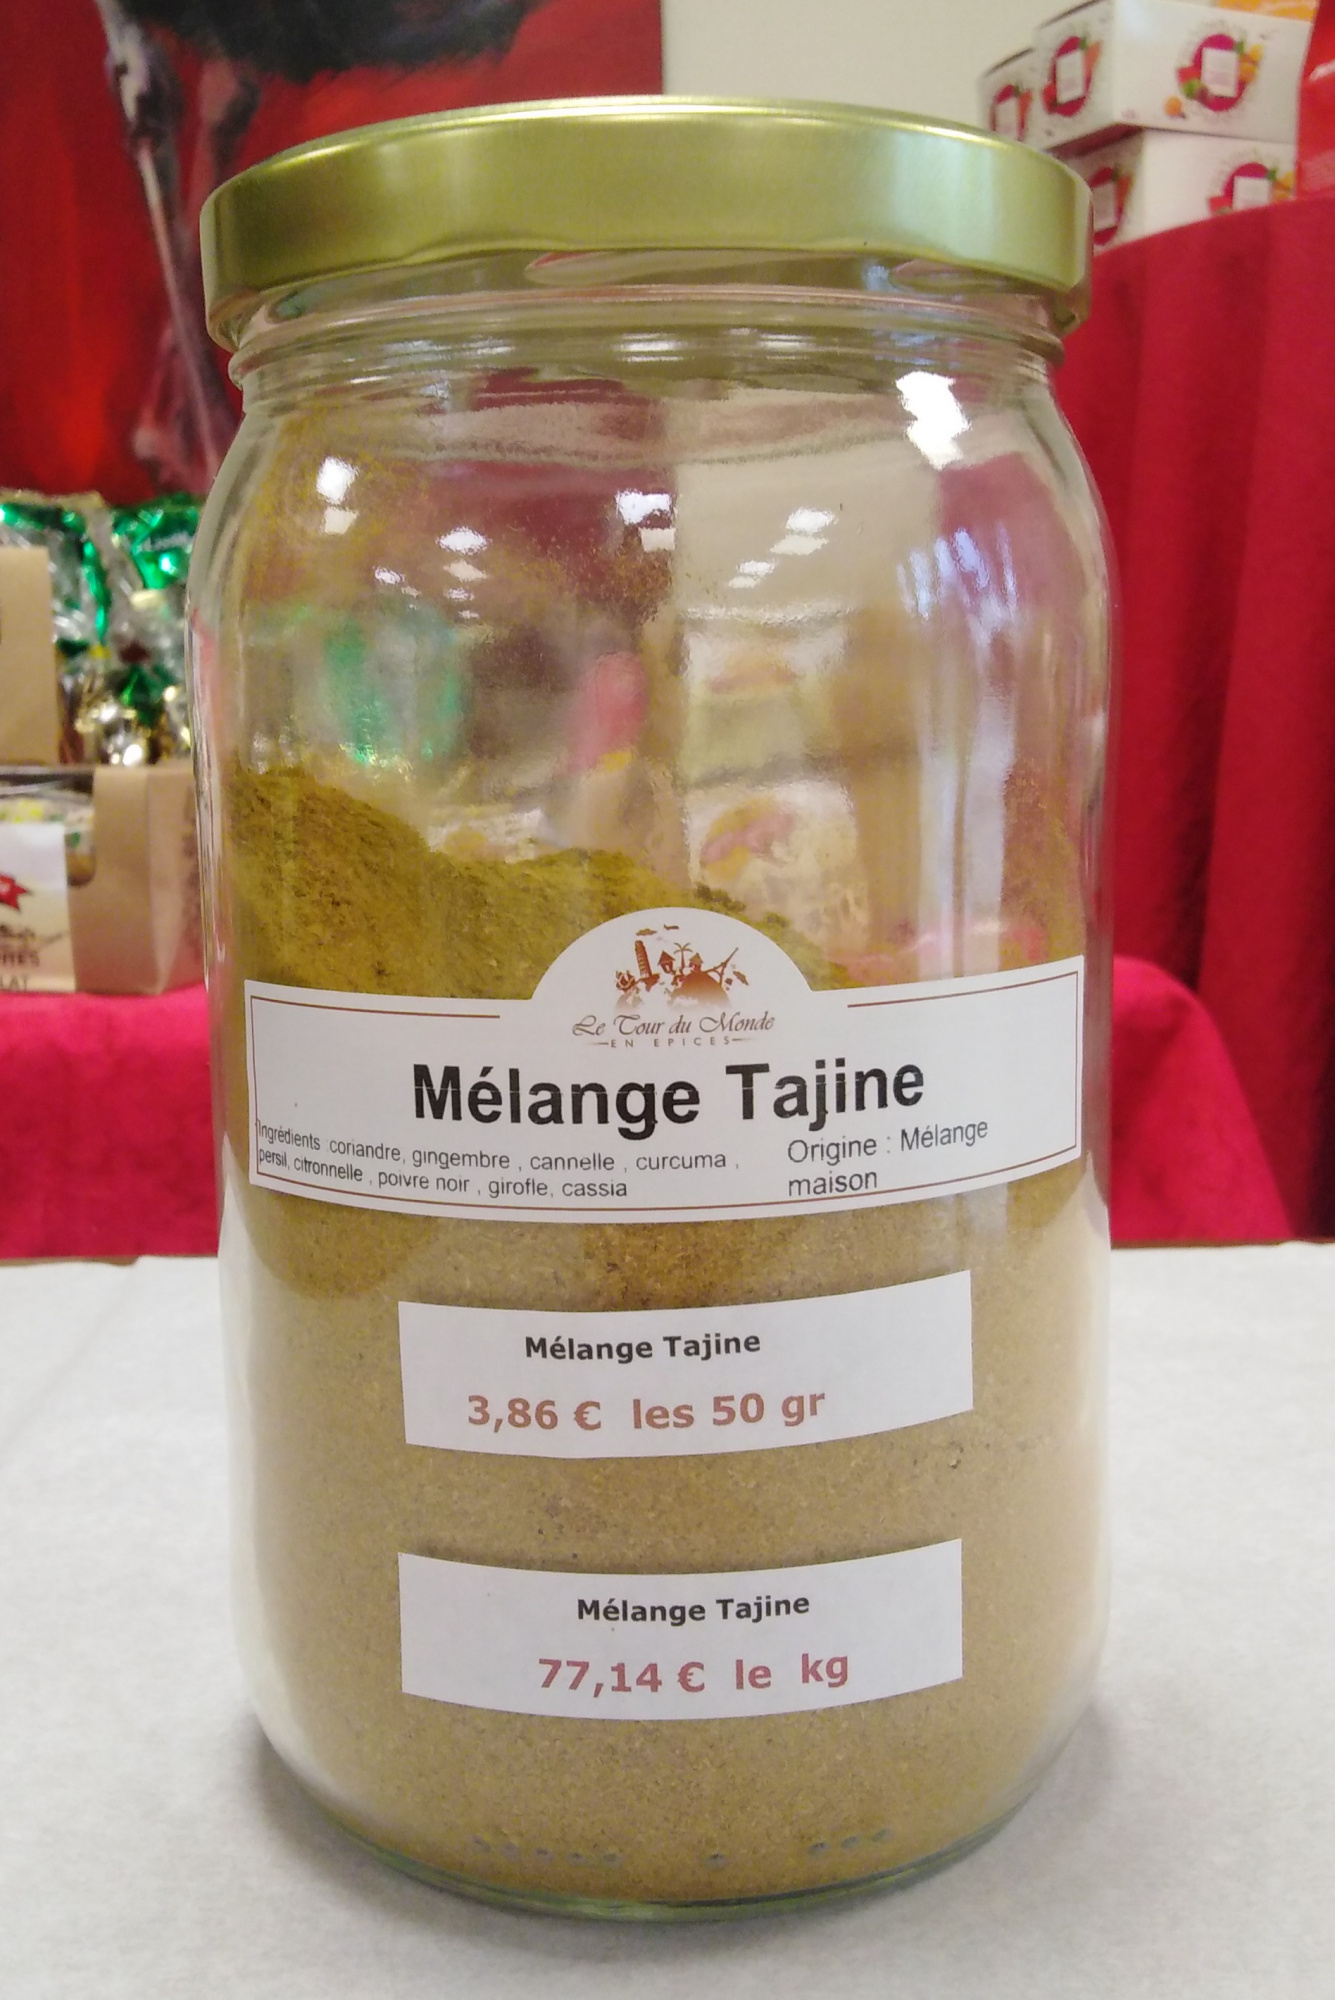 Le Tour du Monde
EN EPICES
Mélange Tajine
Ingrédients : coriandre, gingembre , cannelle , curcuma ,
persil, citronnelle , poivre noir , girofle, cassia
Origine : Mélange
maison
Mélange Tajine
3,86 € les 50 gr
Mélange Tajine
77,14 € le kg